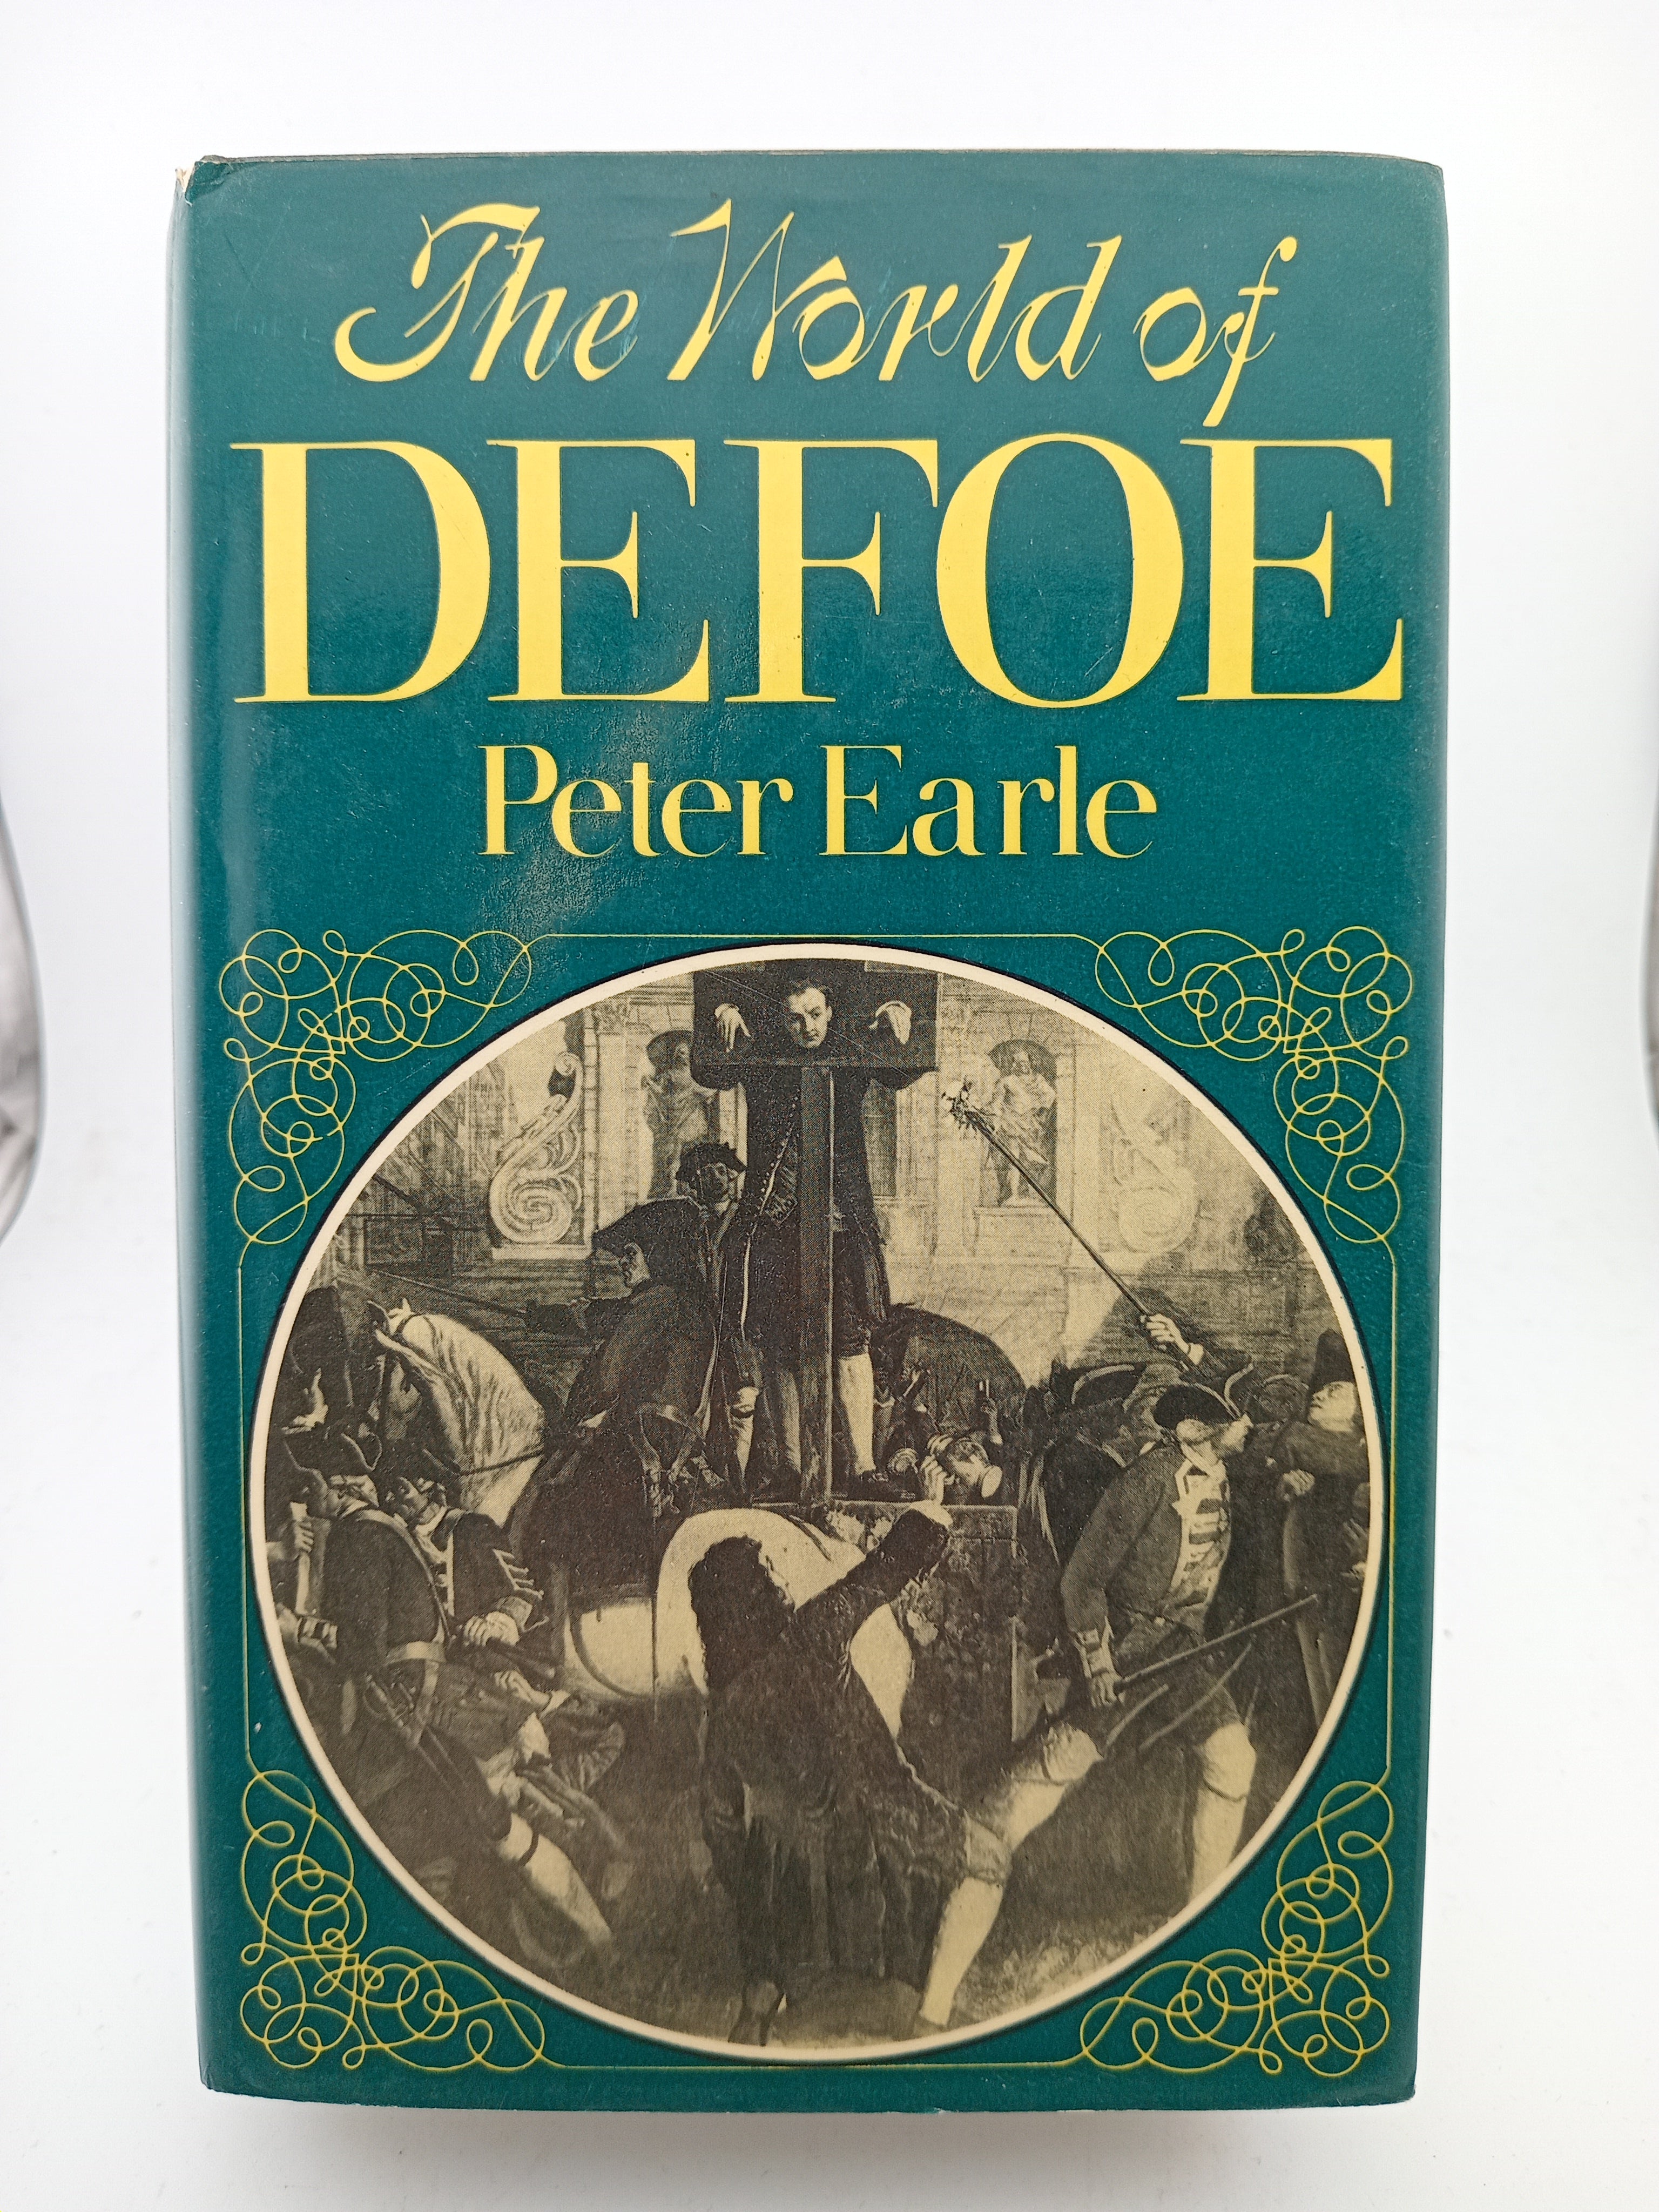 The World of
DEFOE
Peter Earle